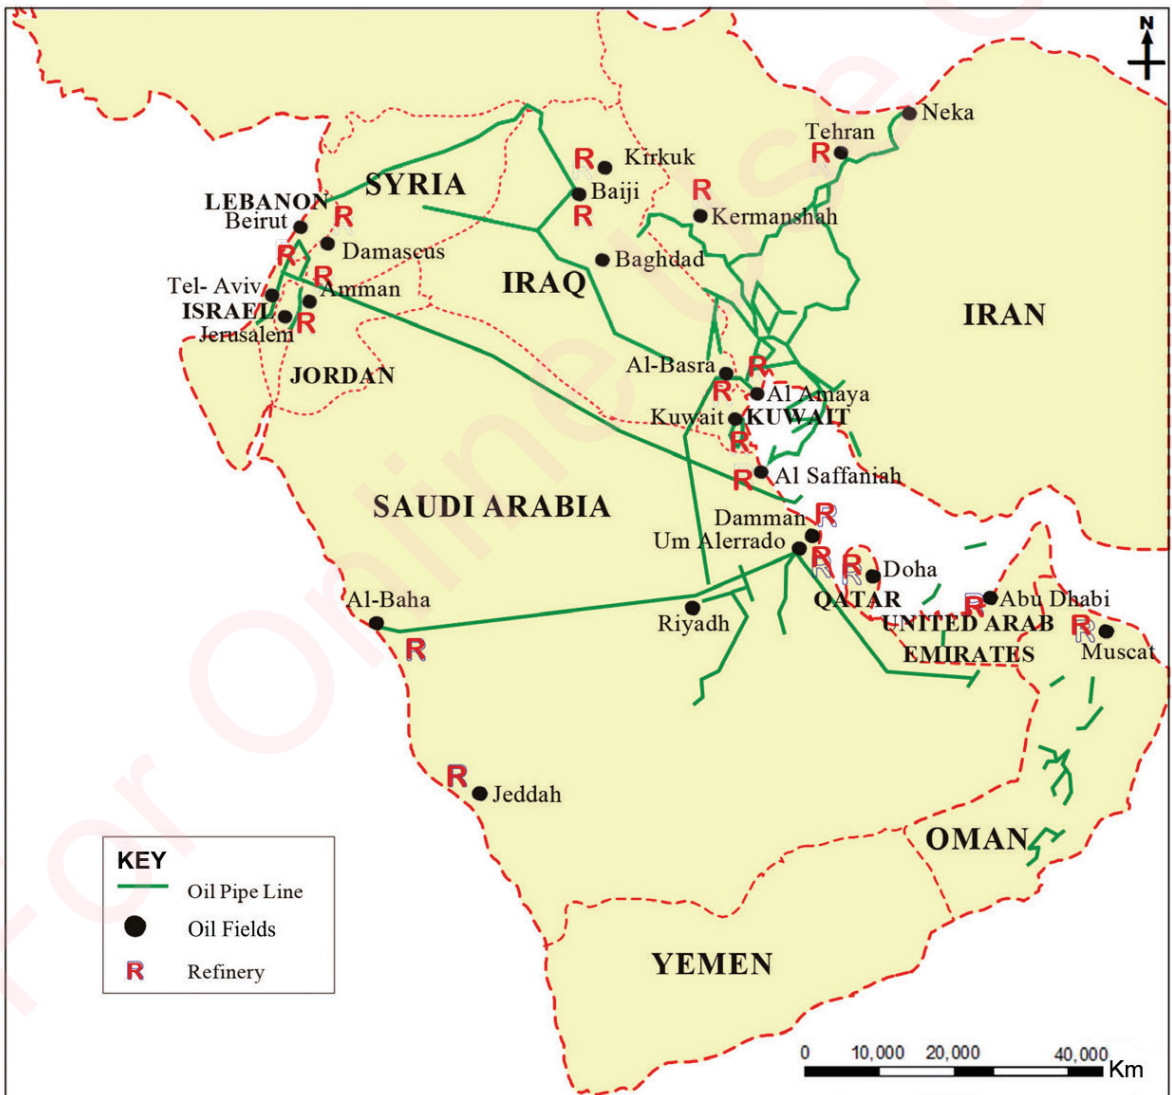 N
Neka
Tehran
R
R
Kirkuk
SYRIA
R
Baiji
R
LEBANON
Beirut
R
Kermanshah
Damascus
R
Baghdad
IRAQ
R
Tel- Aviv
Amman
ISRAEL
R
Jerusalem
IRAN
JORDAN
Al-Basra
R
R
Al Amaya
Kuwait
KUWAIT
R
R
Al Saffaniah
SAUDI ARABIA
Damman
R
Um Alerrado
R
R
Doha
QATAR
R
Abu Dhabi
Al-Baha
Riyadh
UNITED ARAB
EMIRATES
R
Muscat
R
R
Jeddah
OMAN
YEMEN
KEY
Oil Pipe Line
Oil Fields
R
Refinery
0 10,000 20,000 40,000 Km
For Online Use O